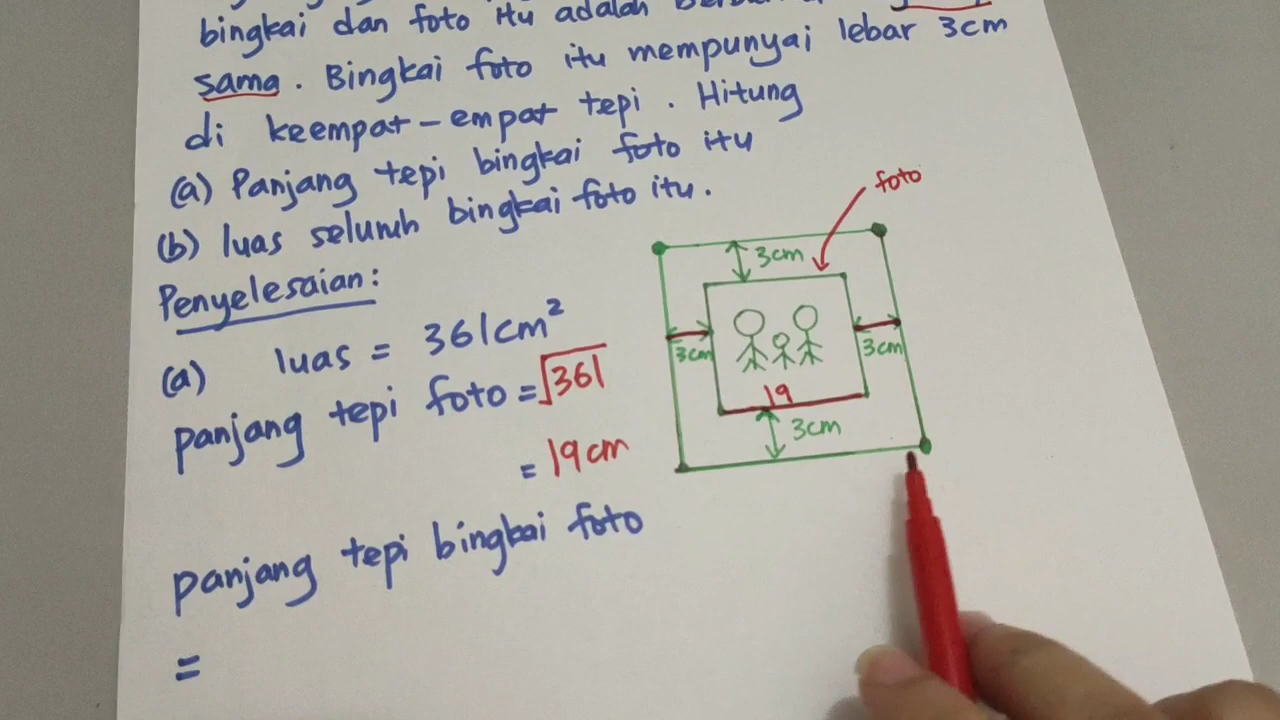 bingkai dan foto itu adalah
sama. Bingkai foto itu mempunyai lebar 3cm
di keempat-empat tepi. Hitung
(a) Panjang tepi bingkai foto itu
(b) luas seluruh bingkai foto itu.
Penyelesaian:
(a) luas = 361cm²
panjang tepi foto = √361
= 19cm
panjang tepi bingkai foto
=
foto
3cm
3cm
3cm
19
3cm